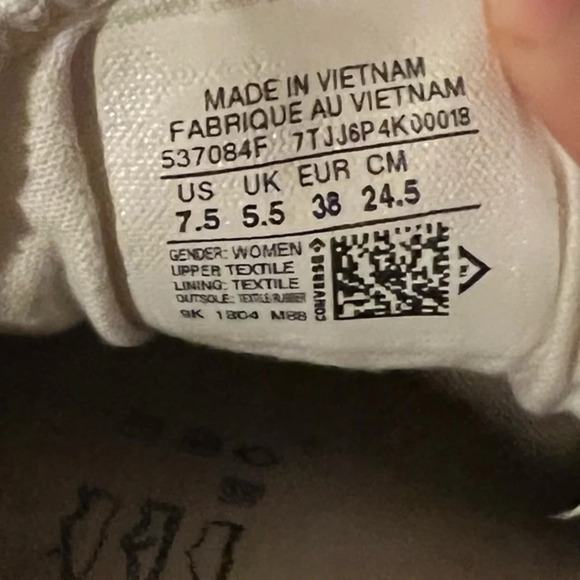 MADE IN VIETNAM
FABRIQUE AU VIETNAM
537084F 7TJJ6P4K00018
US UK EUR CM
7.5 5.5 38 24.5
GENDER: WOMEN
UPPER TEXTILE
LINING: TEXTILE
OUTSOLE: TEXTILE-RUBBER
9K 1804 M88
CONVERSE